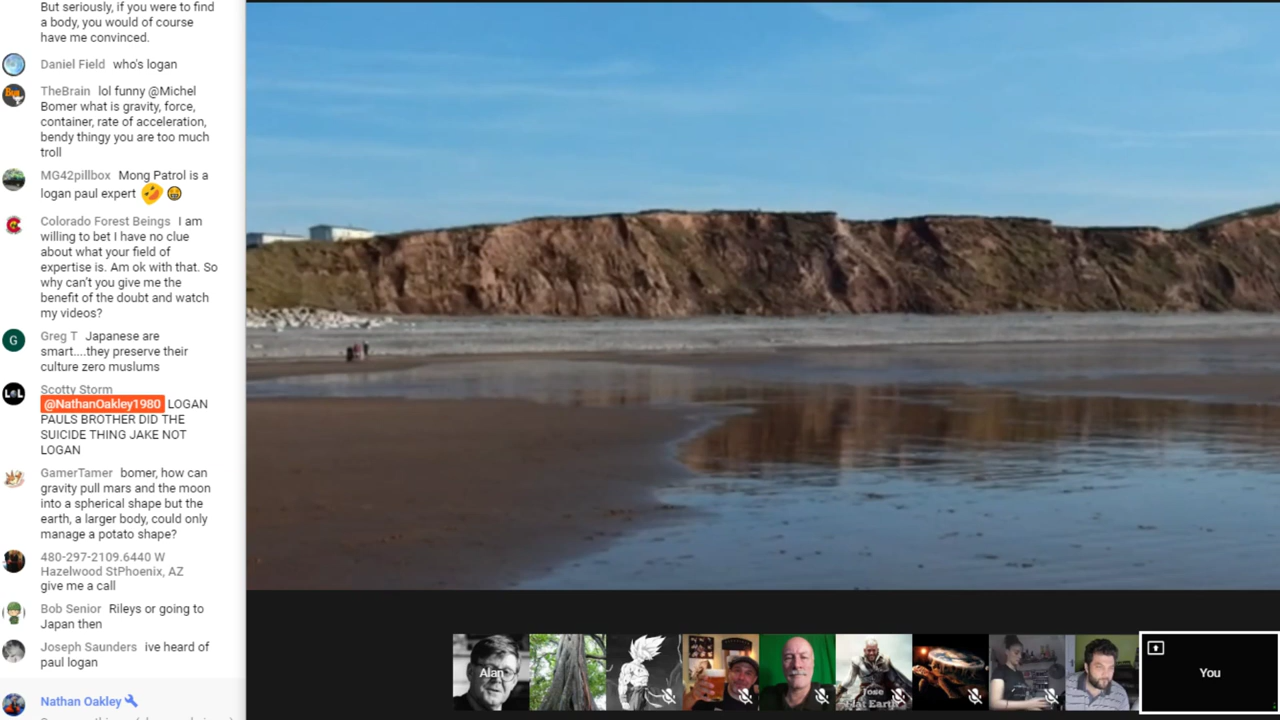 But seriously, if you were to find
a body, you would of course
have me convinced.
Daniel Field who's logan
TheBrain lol funny @Michel
Bomer what is gravity, force,
container, rate of acceleration,
bendy thingy you are too much
troll
MG42pillbox Mong Patrol is a
logan paul expert
Colorado Forest Beings I am
willing to bet I have no clue
about what your field of
expertise is. Am ok with that. So
why can't you give me the
benefit of the doubt and watch
my videos?
G
Greg T Japanese are
smart....they preserve their
culture zero muslums
LOL
Scotty Storm
@NathanOakley1980 LOGAN
PAULS BROTHER DID THE
SUICIDE THING JAKE NOT
LOGAN
GamerTamer bomer, how can
gravity pull mars and the moon
into a spherical shape but the
earth, a larger body, could only
manage a potato shape?
480-297-2109.6440 W
Hazelwood StPhoenix, AZ
give me a call
Bob Senior Rileys or going to
Japan then
Joseph Saunders ive heard of
paul logan
Nathan Oakley
Alan
Jose
Flat Earth
You